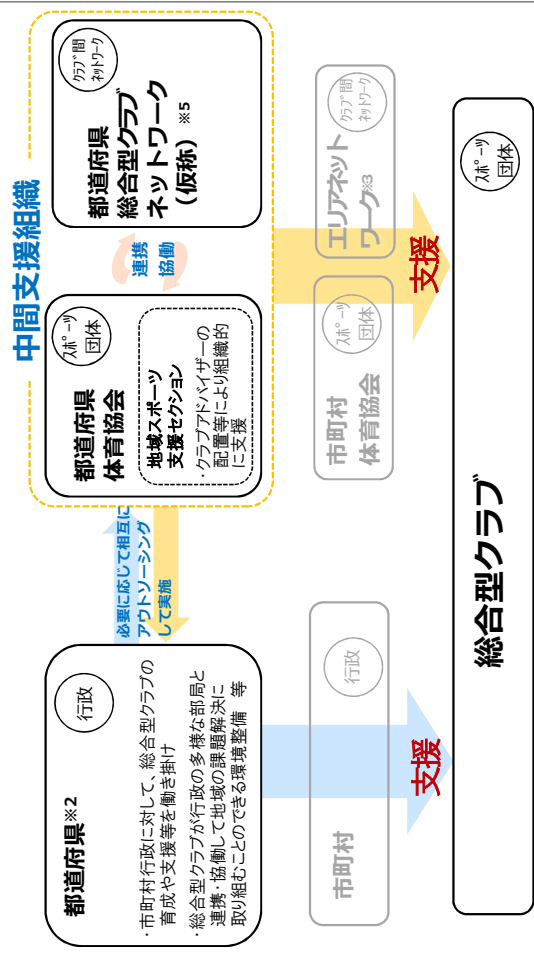 中間支援組織
都道府県※2
行政
・市町村行政に対して、総合型クラブの
育成や支援等を働き掛け
・総合型クラブが行政の多様な部局と
連携・協働して地域の課題解決に
取り組むことのできる環境整備 等
必要に応じて相互に
アウトソーシング
して実施
都道府県
体育協会
スポーツ
団体
地域スポーツ
支援セクション
・クラブアドバイザーの
配置等により組織的
に支援
連携
協働
都道府県
総合型クラブ
ネットワーク
（仮称）※5
クラブ間
ネットワーク
市町村
行政
市町村
体育協会
スポーツ
団体
エリアネット
ワーク※3
クラブ間
ネットワーク
支援
支援
総合型クラブ
スポーツ
団体